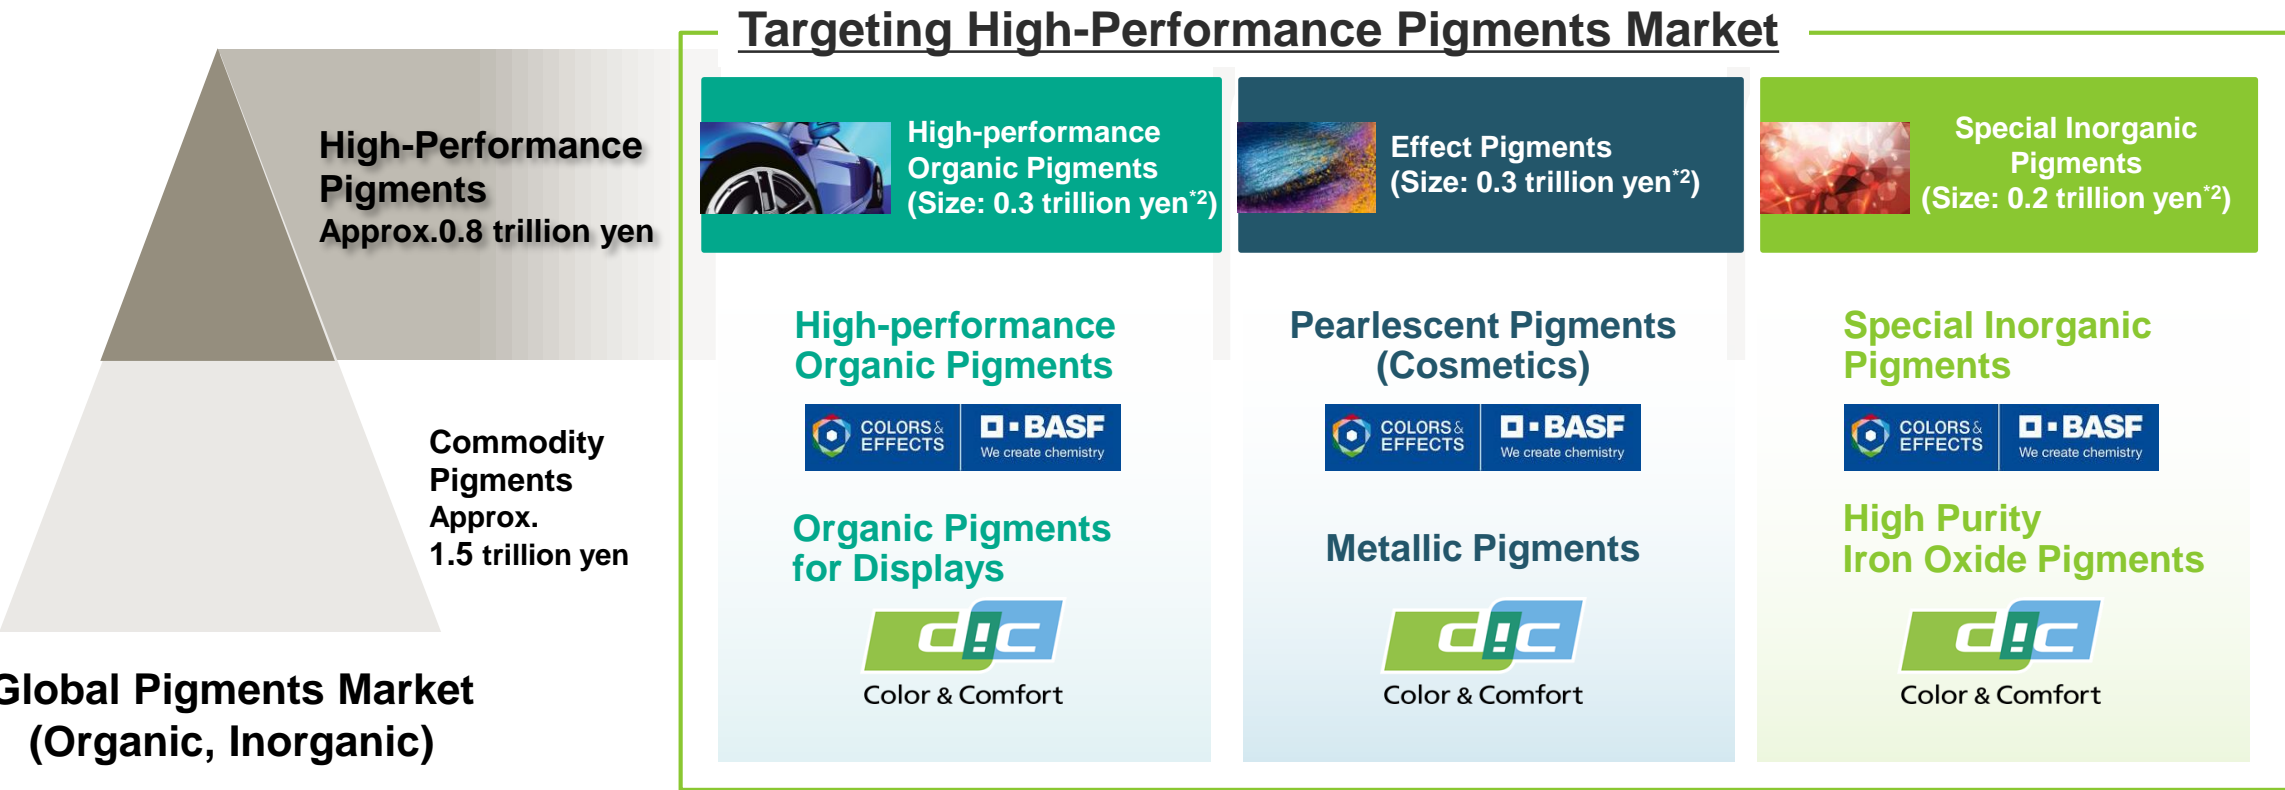 Targeting High-Performance Pigments Market
High-Performance
Pigments
Approx.0.8 trillion yen
Commodity
Pigments
Approx.
1.5 trillion yen
Global Pigments Market
(Organic, Inorganic)
High-performance
Organic Pigments
(Size: 0.3 trillion yen*2)
High-performance
Organic Pigments
COLORS&
EFFECTS
BASF
We create chemistry
Organic Pigments
for Displays
dic
Color & Comfort
Effect Pigments
(Size: 0.3 trillion yen*2)
Pearlescent Pigments
(Cosmetics)
COLORS&
EFFECTS
BASF
We create chemistry
Metallic Pigments
dic
Color & Comfort
Special Inorganic
Pigments
(Size: 0.2 trillion yen*2)
Special Inorganic
Pigments
COLORS&
EFFECTS
BASF
We create chemistry
High Purity
Iron Oxide Pigments
dic
Color & Comfort